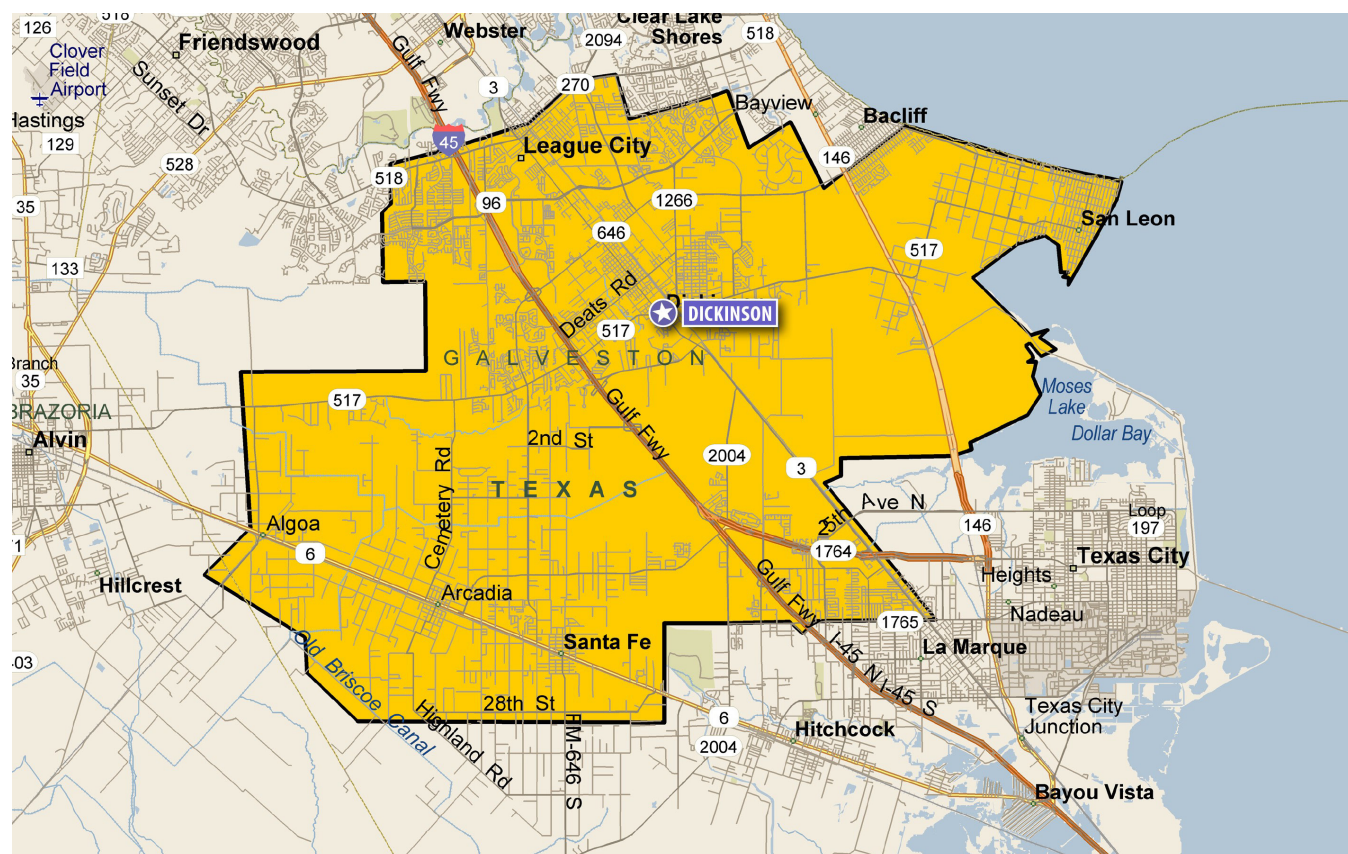 518
126
Clover
Field
Airport
Friendswood
Webster
Clear Lake
Shores
2094
518
Gulf Fwy
3
270
Sunset Dr
Hastings
129
Bayview
Bacliff
45
League City
146
528
518
35
96
1266
San Leon
646
517
133
Deats Rd
DICKINSON
517
GALVESTON
Branch
35
517
BRAZORIA
Alvin
Moses
Lake
Dollar Bay
Gulf Fwy
2nd St
2004
3
Cemetery Rd
TEXAS
Ave N
25th
Loop
197
146
Algoa
6
1764
Texas City
Heights
Hillcrest
Arcadia
Gulf Fwy
Nadeau
1765
Santa Fe
I-45 N
I-45 S
La Marque
Old Briscoe Canal
28th St
Highland Rd
FM-646 S
6
2004
Hitchcock
Texas City
Junction
Bayou Vista